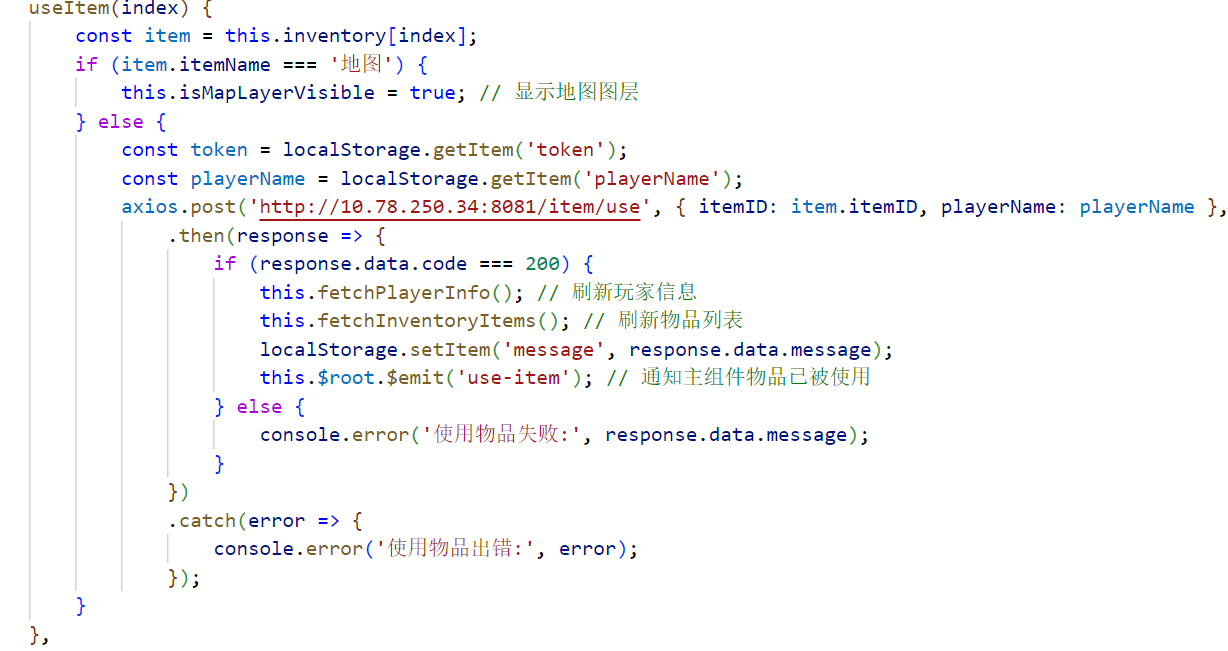 useItem(index) {
const item = this.inventory[index];
if (item.itemName === '地图') {
this.isMapLayerVisible = true; // 显示地图图层
} else {
const token = localStorage.getItem('token');
const playerName = localStorage.getItem('playerName');
axios.post('http://10.78.250.34:8081/item/use', { itemID: item.itemID, playerName: playerName },
.then(response => {
if (response.data.code === 200) {
this.fetchPlayerInfo(); // 刷新玩家信息
this.fetchInventoryItems(); // 刷新物品列表
localStorage.setItem('message', response.data.message);
this.$root.$emit('use-item'); // 通知主组件物品已被使用
} else {
console.error('使用物品失败:', response.data.message);
}
})
.catch(error => {
console.error('使用物品出错:', error);
});
}
},